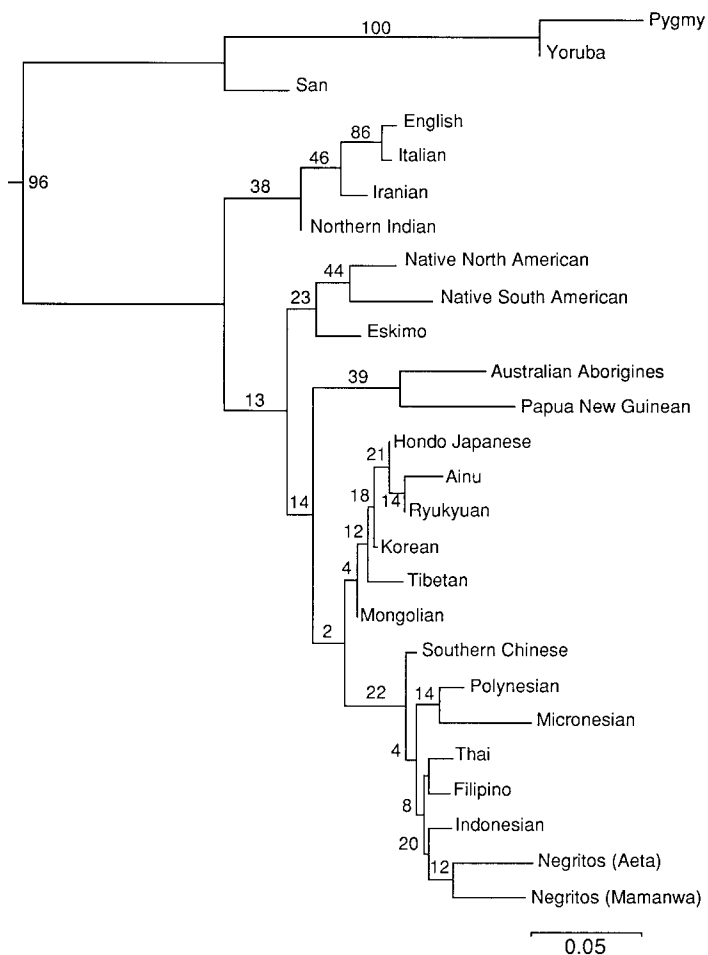 Pygmy
100
Yoruba
San
English
86
Italian
46
Iranian
96
38
Northern Indian
Native North American
44
Native South American
23
Eskimo
Australian Aborigines
39
Papua New Guinean
13
Hondo Japanese
21
Ainu
18
14
Ryukyuan
14
12
Korean
4
Tibetan
Mongolian
2
Southern Chinese
22
14
Polynesian
Micronesian
4
Thai
Filipino
8
Indonesian
20
12
Negritos (Aeta)
Negritos (Mamanwa)
0.05